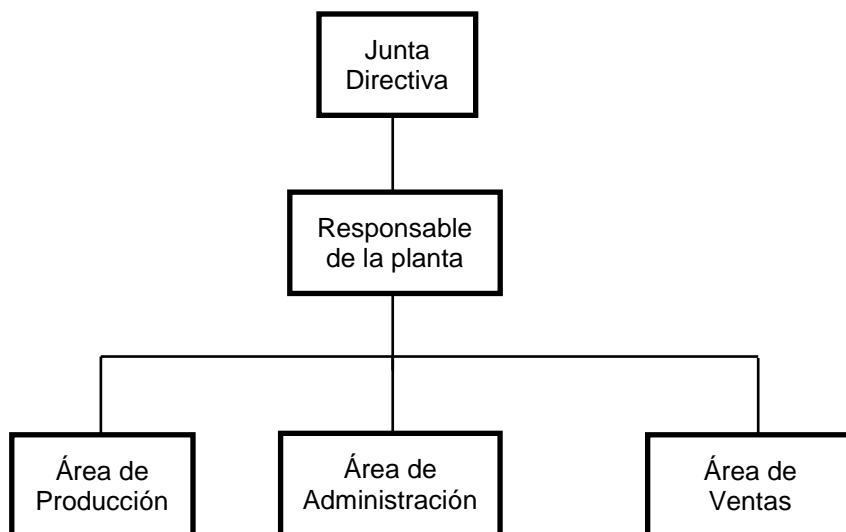 Junta
Directiva
Responsable
de la planta
Área de
Producción
Área de
Administración
Área de
Ventas